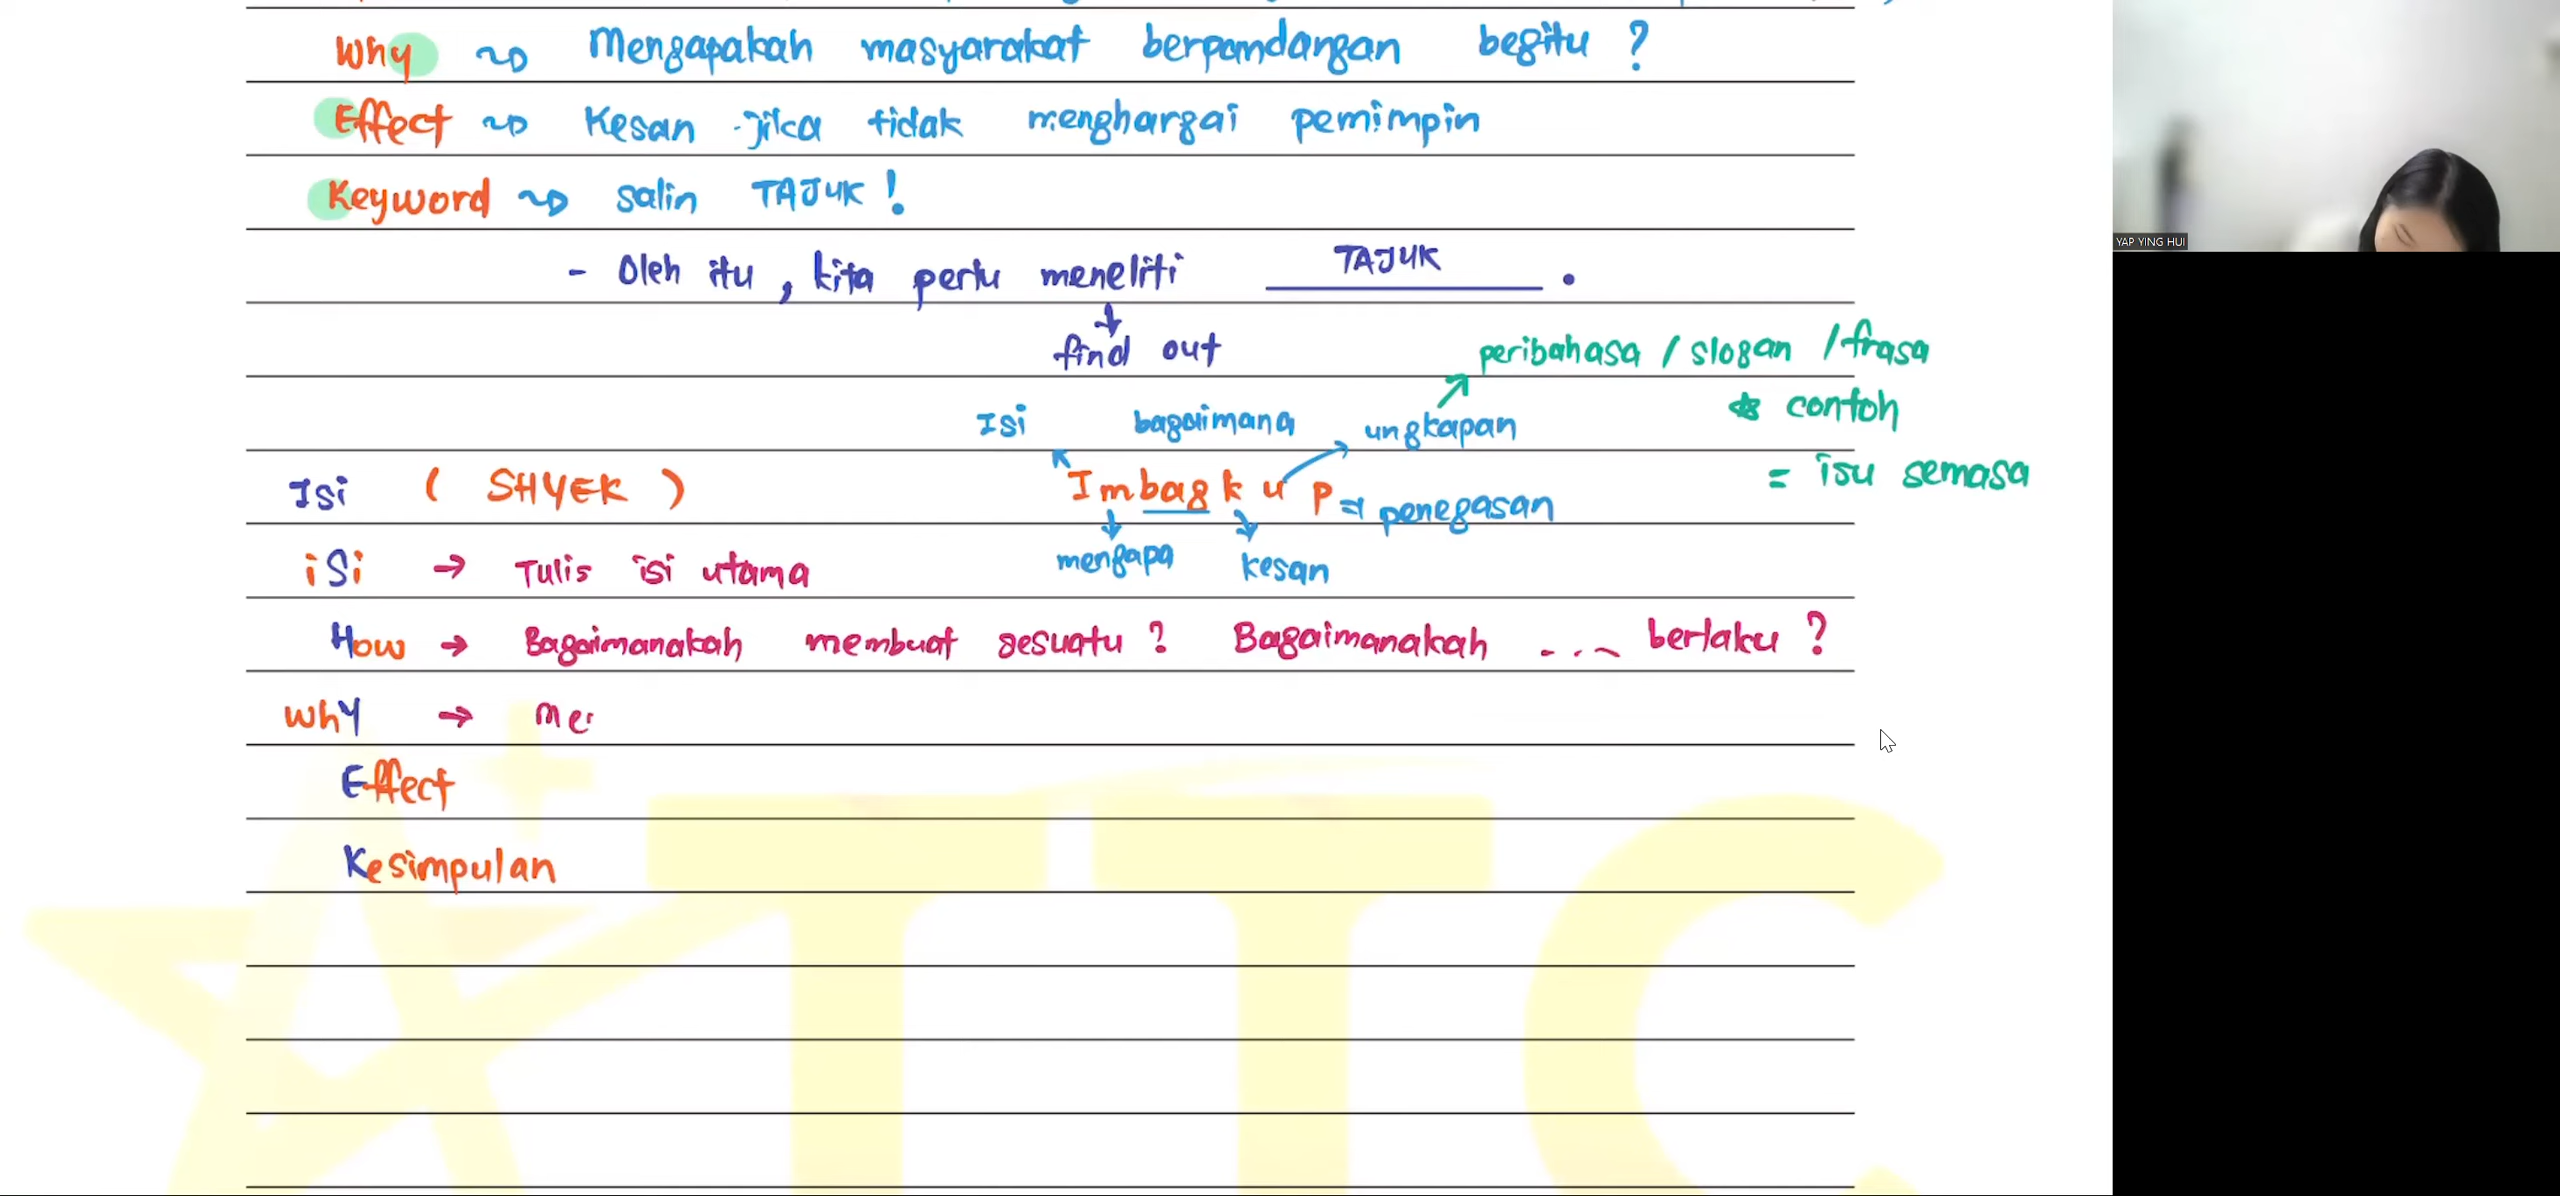 Why ~> Mengapakah masyarakat berpandangan begitu ?
Effect ~> Kesan jika tidak menghargai pemimpin
Keyword ~> salin TAJUK !
- Oleh itu , kita perlu meneliti TAJUK .
find out
peribahasa / slogan / frasa
* contoh
= isu semasa
Isi bagaimana ungkapan
Isi ( SHYEK ) Imbagkup => penegasan
mengapa kesan
iSi → Tulis isi utama
How → Bagaimanakah membuat sesuatu ? Bagaimanakah .... berlaku ?
WhY → Me
Effect
Kesimpulan
TTC
YAP YING HUI